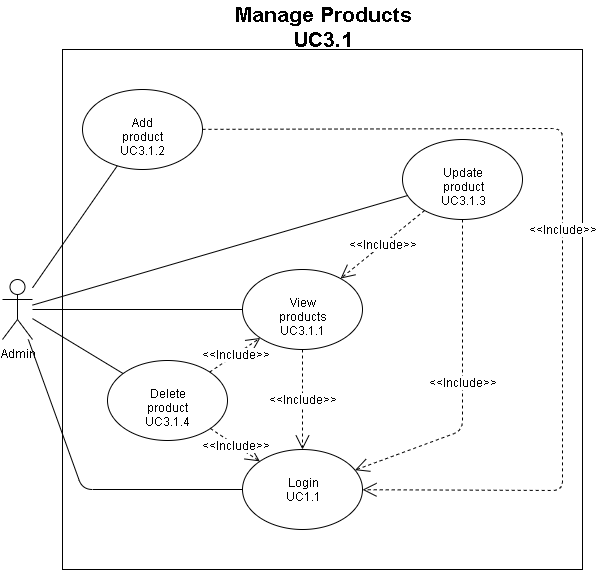 Manage Products
UC3.1
Add
product
UC3.1.2
Update
product
UC3.1.3
<<Include>>
<<Include>>
View
products
UC3.1.1
Admin
<<Include>>
<<Include>>
<<Include>>
Delete
product
UC3.1.4
<<Include>>
Login
UC1.1